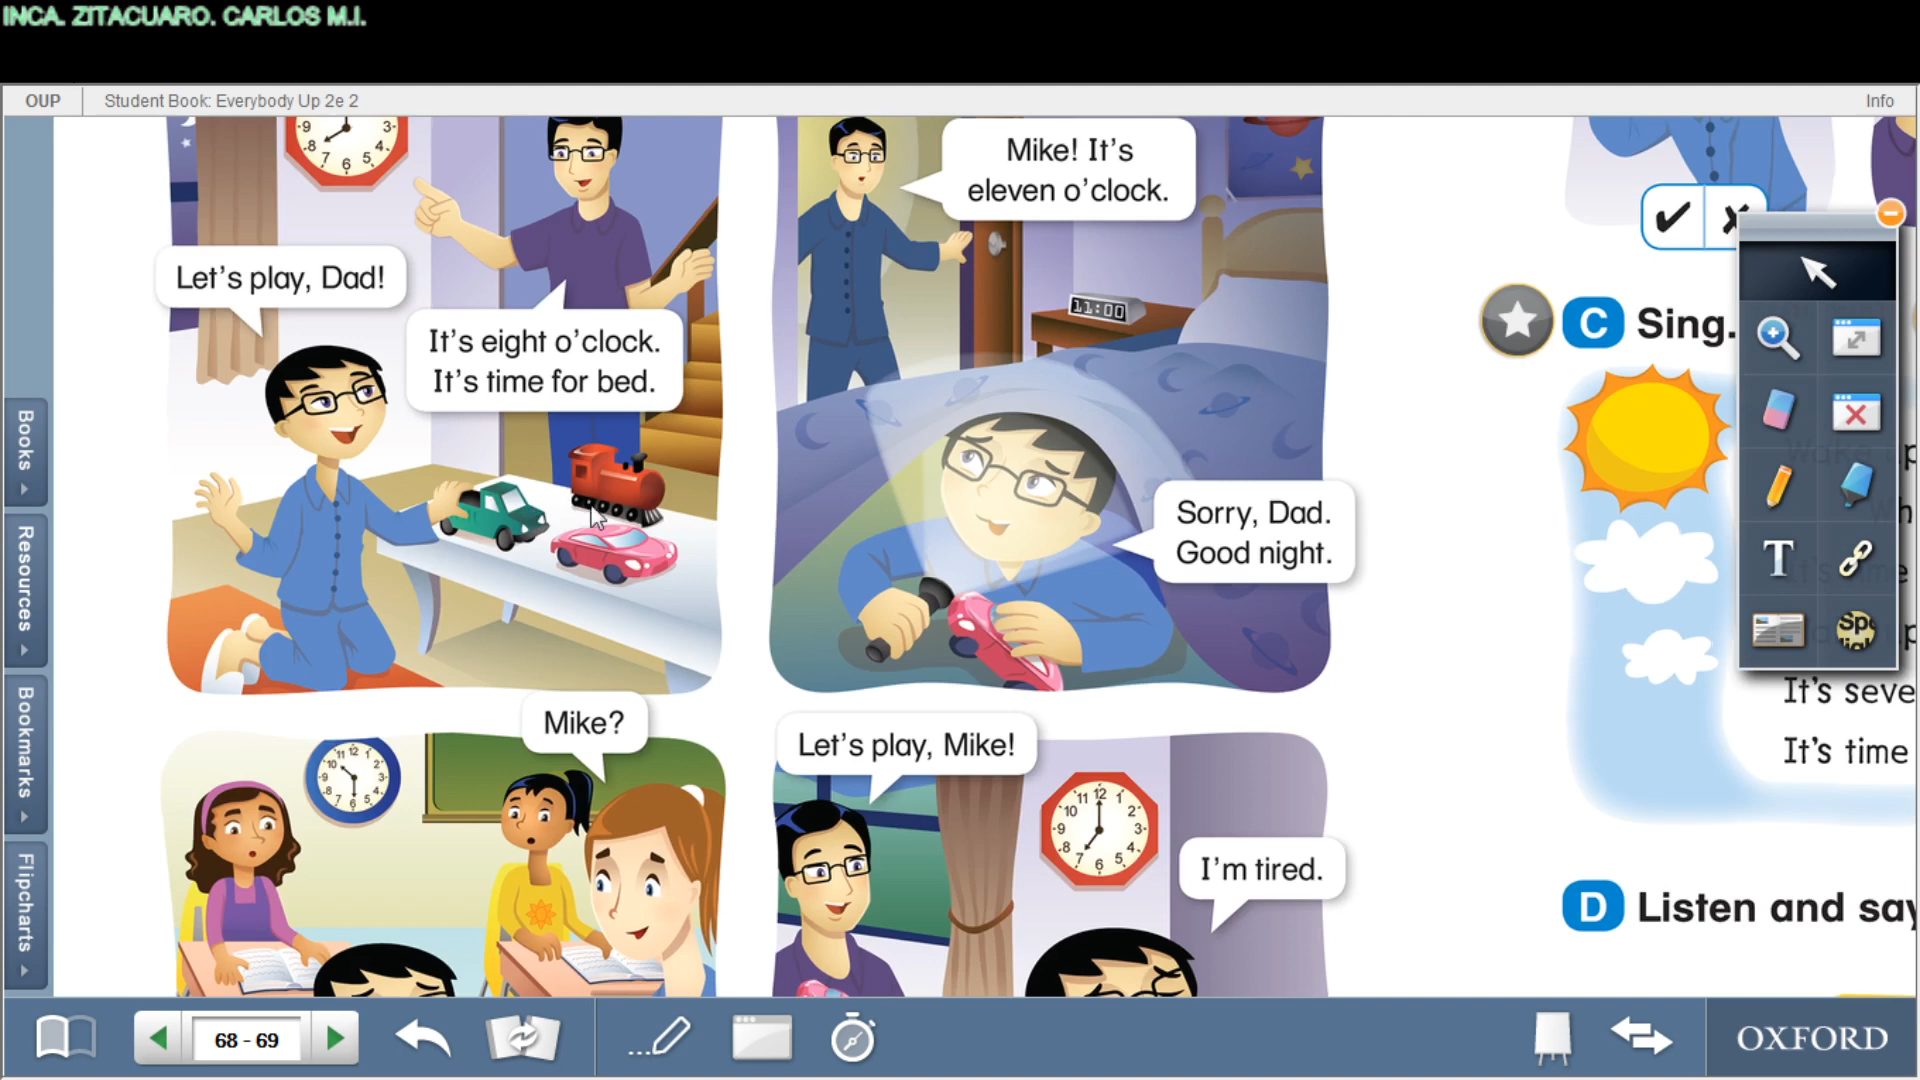 INCA. ZITACUARO. CARLOS M.I.
OUP
Student Book: Everybody Up 2e 2
Info
Let's play, Dad!
It's eight o'clock.
It's time for bed.
Mike! It's
eleven o'clock.
11:00
Sorry, Dad.
Good night.
Mike?
Let's play, Mike!
I'm tired.
C Sing.
It's seve
It's time
D Listen and say
T
Books
Resources
Bookmarks
Flipcharts
68 - 69
OXFORD